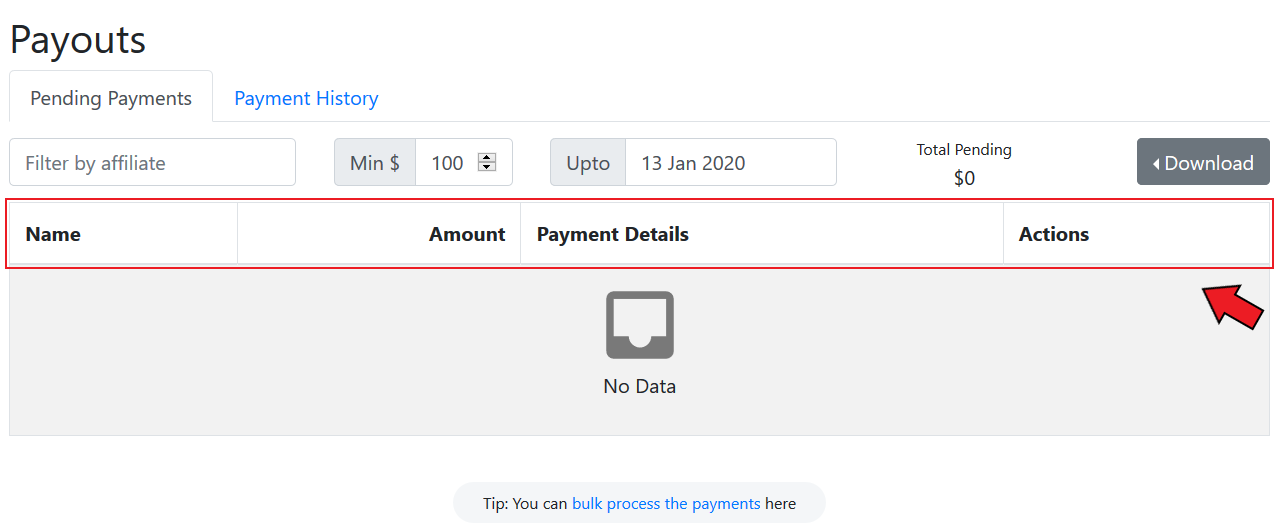 Payouts
Pending Payments Payment History
Filter by affiliate Min $ 100 Upto 13 Jan 2020 Total Pending $0 Download
Name Amount Payment Details Actions
No Data
Tip: You can bulk process the payments here